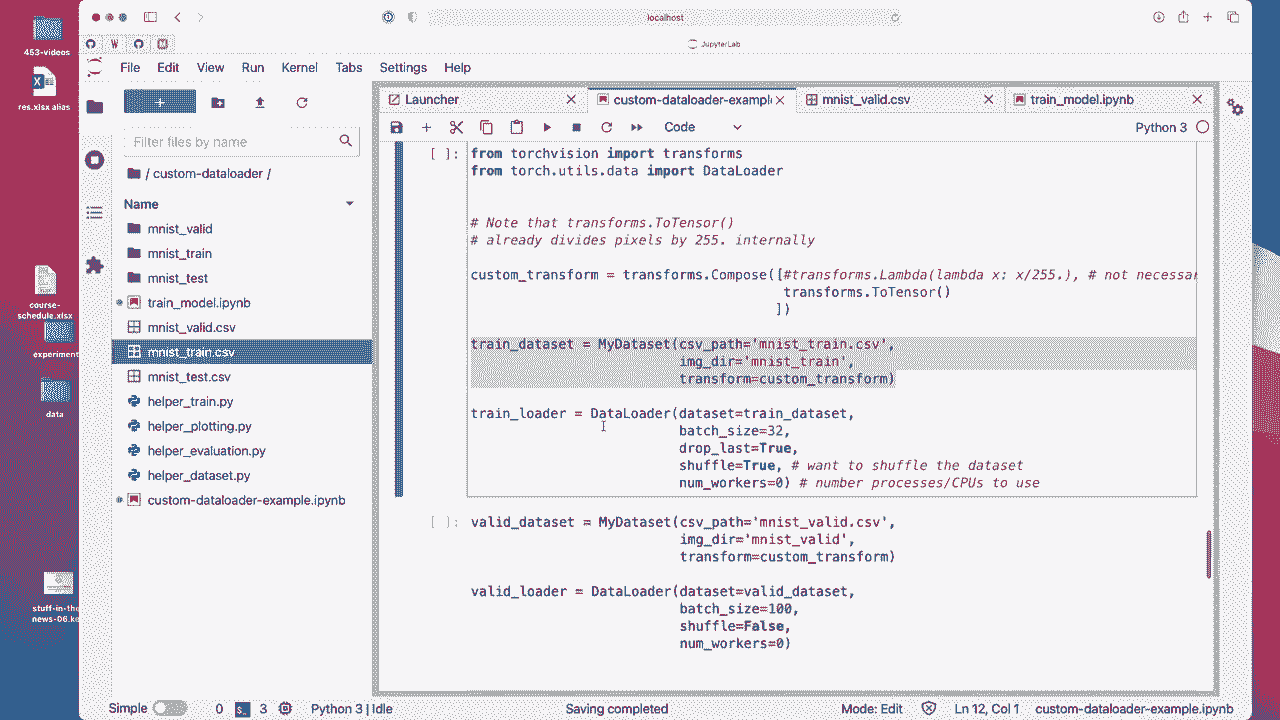 localhost
JupyterLab
File Edit View Run Kernel Tabs Settings Help
453-videos
res.xlsx alias
course-
schedule.xlsx
experiment
data
stuff-in-the
news-06.ke
Filter files by name
/ custom-dataloader /
Name
mnist_valid
mnist_train
mnist_test
train_model.ipynb
mnist_valid.csv
mnist_train.csv
mnist_test.csv
helper_train.py
helper_plotting.py
helper_evaluation.py
helper_dataset.py
custom-dataloader-example.ipynb
Launcher
custom-dataloader-example
mnist_valid.csv
train_model.ipynb
Code
Python 3
[ ]: from torchvision import transforms
from torch.utils.data import DataLoader
# Note that transforms.ToTensor()
# already divides pixels by 255. internally
custom_transform = transforms.Compose([#transforms.Lambda(lambda x: x/255.), # not necessar
transforms.ToTensor()
])
train_dataset = MyDataset(csv_path='mnist_train.csv',
img_dir='mnist_train',
transform=custom_transform)
train_loader = DataLoader(dataset=train_dataset,
batch_size=32,
drop_last=True,
shuffle=True, # want to shuffle the dataset
num_workers=0) # number processes/CPUs to use
[ ]: valid_dataset = MyDataset(csv_path='mnist_valid.csv',
img_dir='mnist_valid',
transform=custom_transform)
valid_loader = DataLoader(dataset=valid_dataset,
batch_size=100,
shuffle=False,
num_workers=0)
Simple 0 3 Python 3 | Idle Saving completed Mode: Edit Ln 12, Col 1 custom-dataloader-example.ipynb